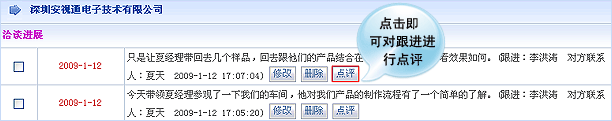 深圳安视通电子技术有限公司
点击即
可对跟进进
行点评
洽谈进展
2009-1-12
只是让夏经理带回去几个样品，回去跟他们的产品结合在 看效果如何。(跟进：李洪涛 对方联系
人：夏天 2009-1-12 17:07:04) 修改 删除 点评
2009-1-12
今天带领夏经理参观了一下我们的车间，他对我们产品的制作流程有了一个简单的了解。(跟进：李洪涛 对方联系
人：夏天 2009-1-12 17:05:20) 修改 删除 点评